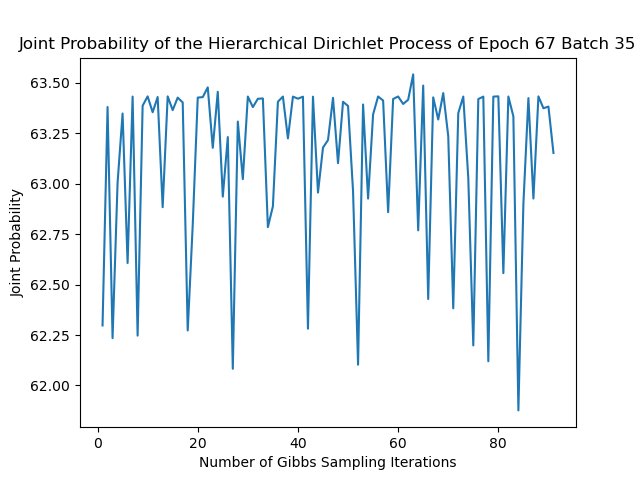 Joint Probability of the Hierarchical Dirichlet Process of Epoch 67 Batch 35
63.50
63.25
63.00
62.75
62.50
62.25
62.00
Joint Probability
0 20 40 60 80
Number of Gibbs Sampling Iterations